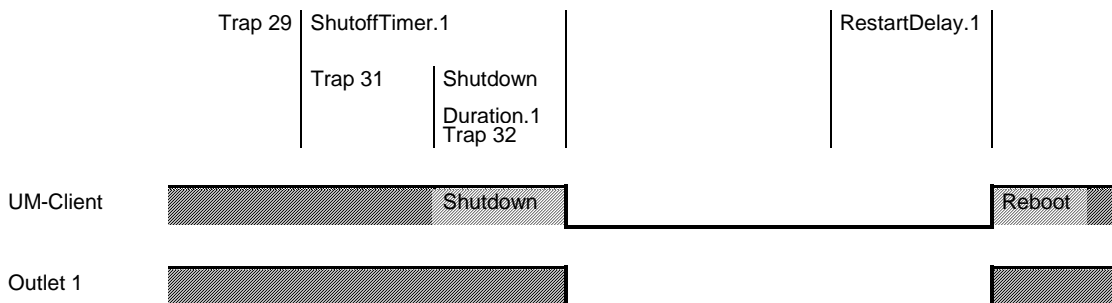 Trap 29 ShutoffTimer.1 RestartDelay.1
Trap 31 Shutdown
Duration.1
Trap 32
UM-Client Shutdown Reboot
Outlet 1